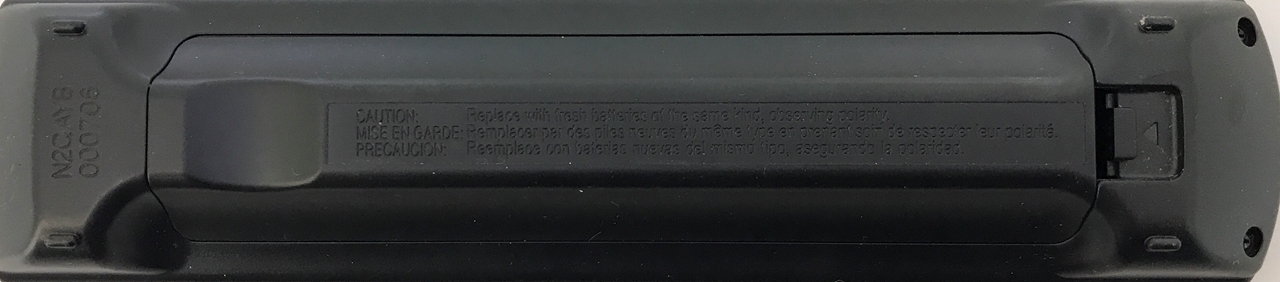 N2QAYB
000706
CAUTION: Replace with fresh batteries of the same kind, observing polarity.
MISE EN GARDE: Remplacer par des piles neuves du même type en prenant soin de respecter leur polarité.
PRECAUCION: Reemplace con baterías nuevas del mismo tipo, asegurando la polaridad.